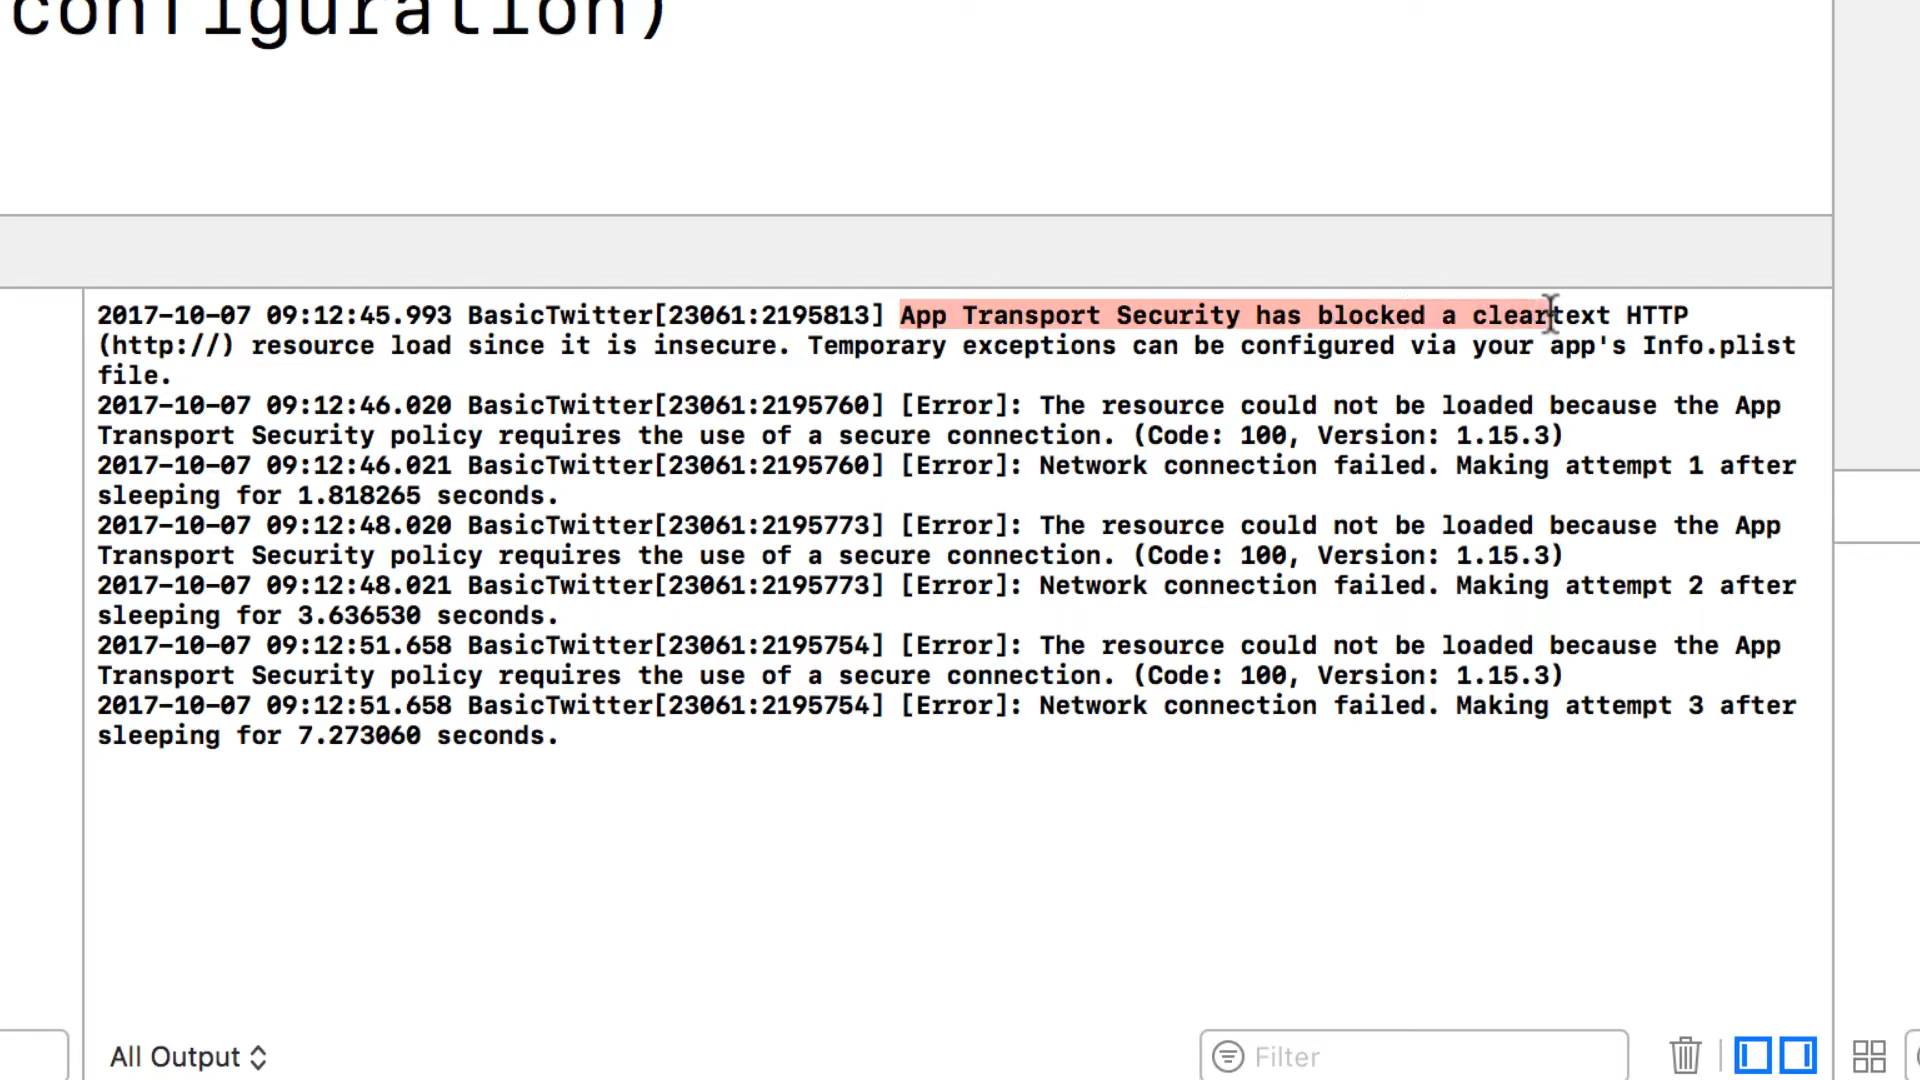 configuration)
2017-10-07 09:12:45.993 BasicTwitter[23061:2195813] App Transport Security has blocked a cleartext HTTP
(http://) resource load since it is insecure. Temporary exceptions can be configured via your app's Info.plist
file.
2017-10-07 09:12:46.020 BasicTwitter[23061:2195760] [Error]: The resource could not be loaded because the App
Transport Security policy requires the use of a secure connection. (Code: 100, Version: 1.15.3)
2017-10-07 09:12:46.021 BasicTwitter[23061:2195760] [Error]: Network connection failed. Making attempt 1 after
sleeping for 1.818265 seconds.
2017-10-07 09:12:48.020 BasicTwitter[23061:2195773] [Error]: The resource could not be loaded because the App
Transport Security policy requires the use of a secure connection. (Code: 100, Version: 1.15.3)
2017-10-07 09:12:48.021 BasicTwitter[23061:2195773] [Error]: Network connection failed. Making attempt 2 after
sleeping for 3.636530 seconds.
2017-10-07 09:12:51.658 BasicTwitter[23061:2195754] [Error]: The resource could not be loaded because the App
Transport Security policy requires the use of a secure connection. (Code: 100, Version: 1.15.3)
2017-10-07 09:12:51.658 BasicTwitter[23061:2195754] [Error]: Network connection failed. Making attempt 3 after
sleeping for 7.273060 seconds.
All Output
Filter